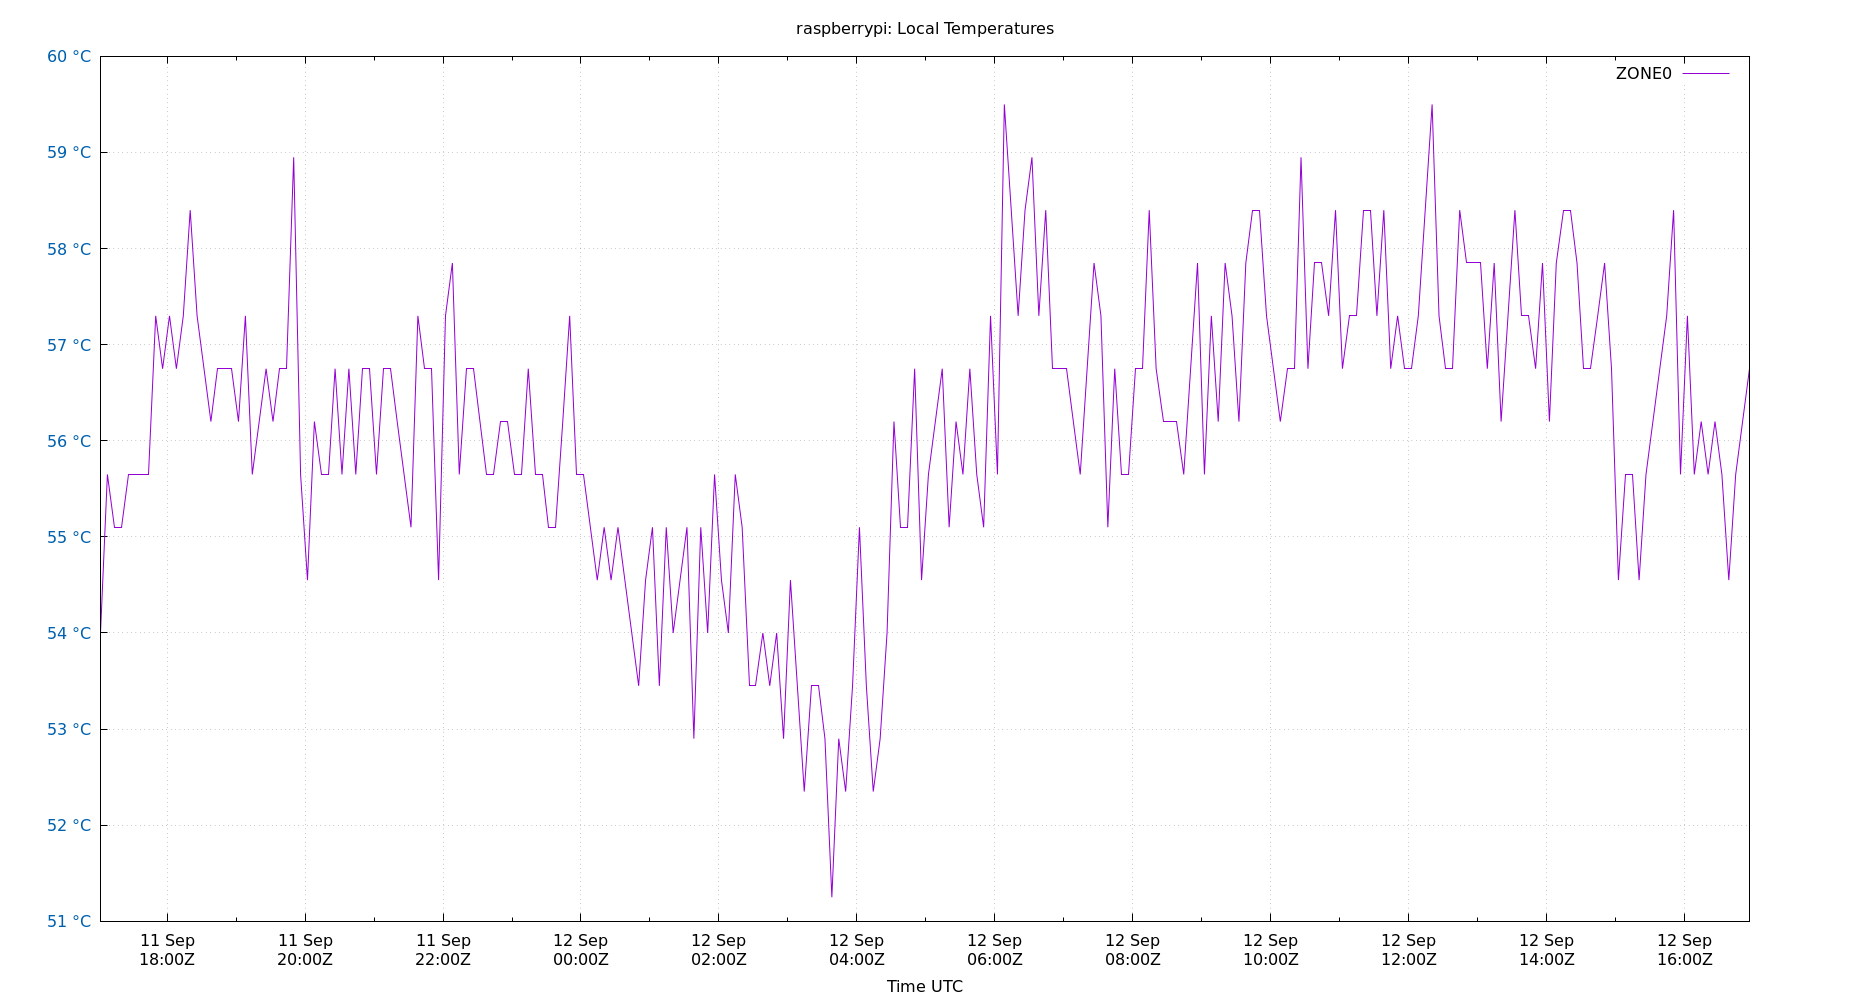 raspberrypi: Local Temperatures
ZONE0
60 °C
59 °C
58 °C
57 °C
56 °C
55 °C
54 °C
53 °C
52 °C
51 °C
11 Sep 11 Sep 11 Sep 12 Sep 12 Sep 12 Sep 12 Sep 12 Sep 12 Sep 12 Sep 12 Sep 12 Sep
18:00Z 20:00Z 22:00Z 00:00Z 02:00Z 04:00Z 06:00Z 08:00Z 10:00Z 12:00Z 14:00Z 16:00Z
Time UTC